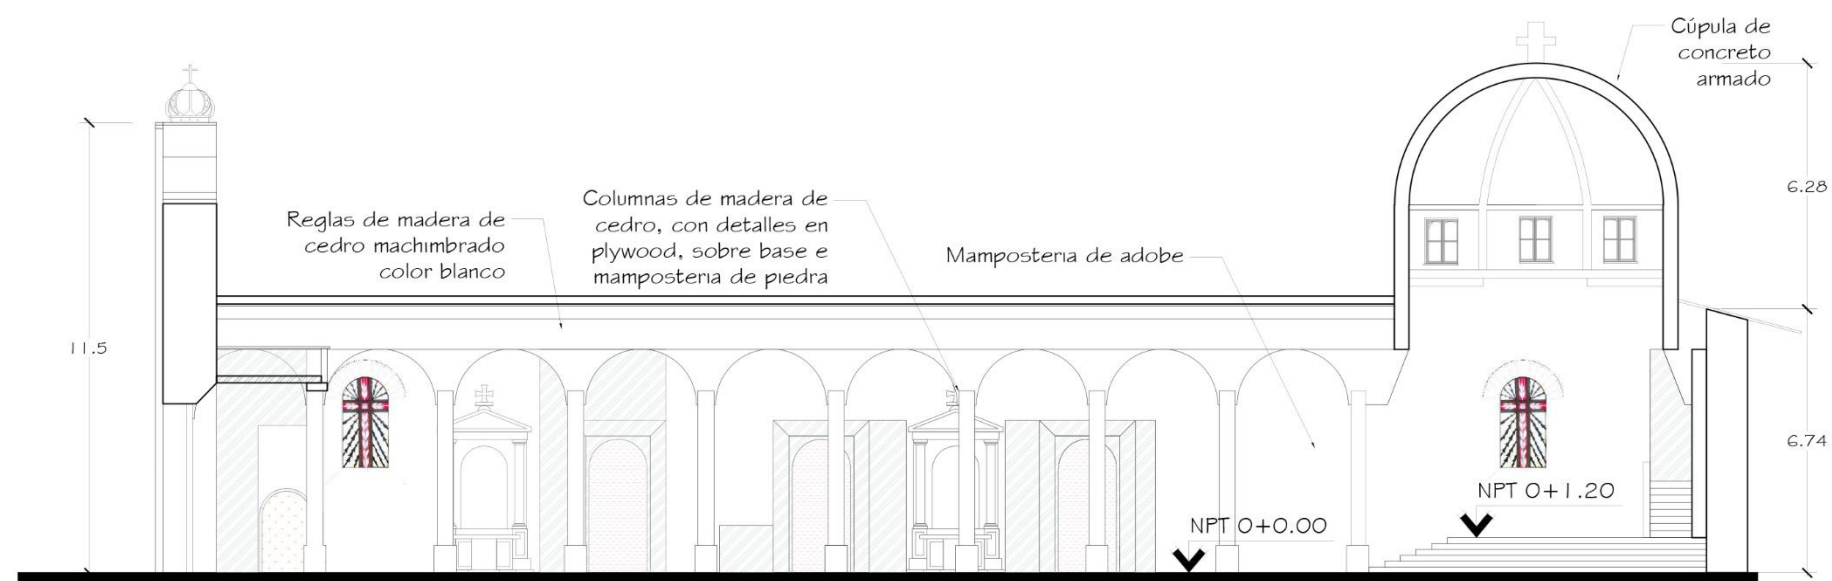 Cúpula de
concreto
armado
Columnas de madera de
cedro, con detalles en
plywood, sobre base e
mamposteria de piedra
Reglas de madera de
cedro machimbrado
color blanco
Mamposteria de adobe
6.28
11.5
6.74
NPT 0+1.20
NPT 0+0.00